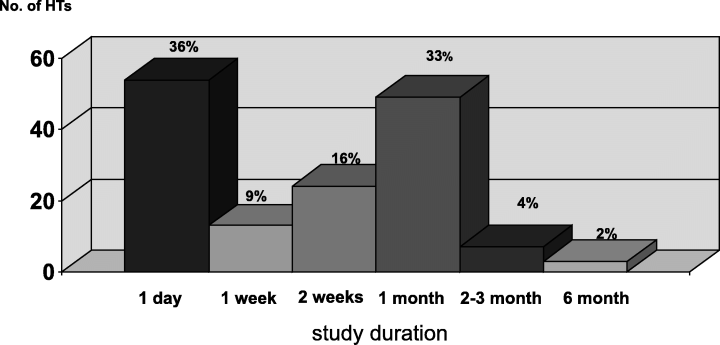 No. of HTs
36%
33%
60
40
16%
9%
4%
20
2%
0
1 day
1 week
2 weeks
1 month
2-3 month
6 month
study duration